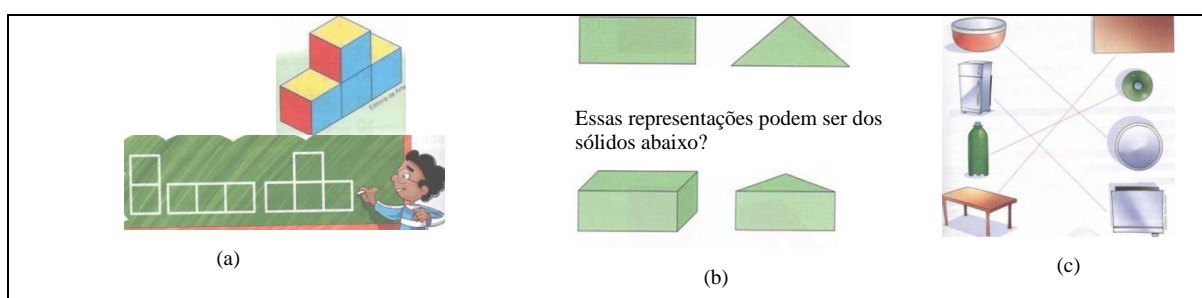 Essas representações podem ser dos
sólidos abaixo?
(a)
(b)
(c)